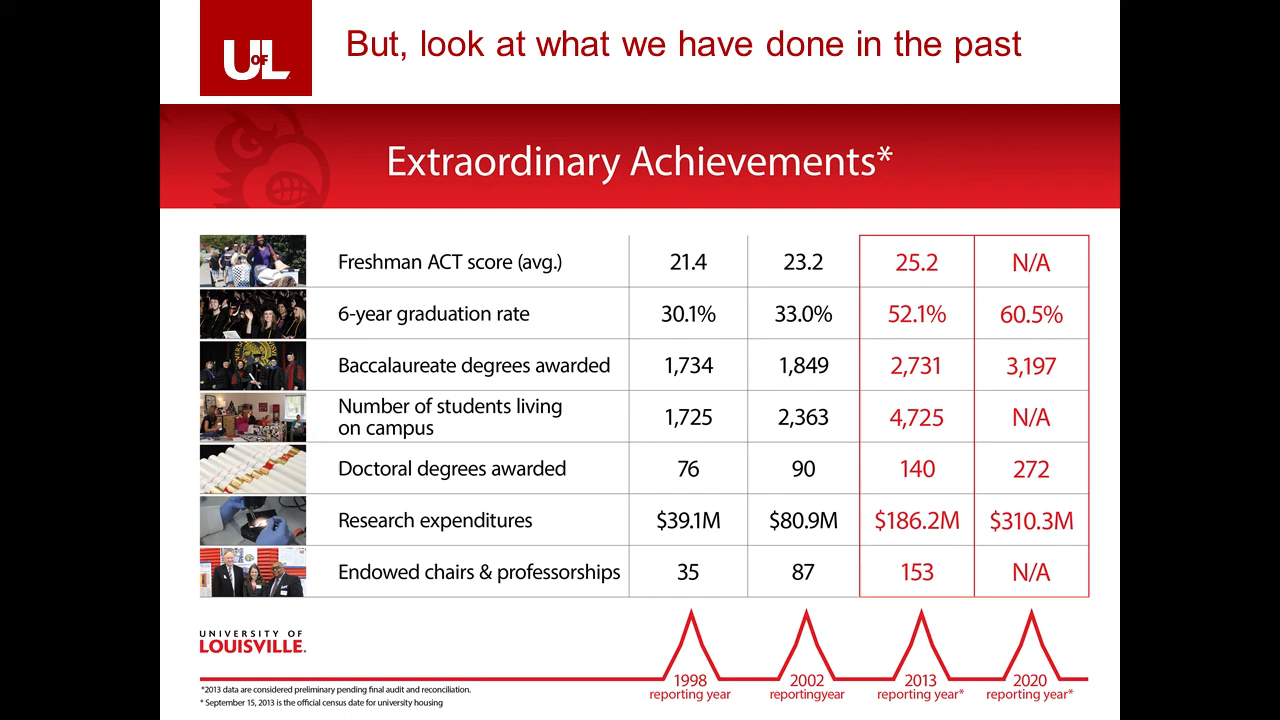 UofL
But, look at what we have done in the past
Extraordinary Achievements*
Freshman ACT score (avg.) 21.4 23.2 25.2 N/A
6-year graduation rate 30.1% 33.0% 52.1% 60.5%
Baccalaureate degrees awarded 1,734 1,849 2,731 3,197
Number of students living
on campus 1,725 2,363 4,725 N/A
Doctoral degrees awarded 76 90 140 272
Research expenditures $39.1M $80.9M $186.2M $310.3M
Endowed chairs & professorships 35 87 153 N/A
UNIVERSITY OF
LOUISVILLE.
1998 2002 2013 2020
reporting year reportingyear reporting year* reporting year*
*2013 data are considered preliminary pending final audit and reconciliation.
* September 15, 2013 is the official census date for university housing